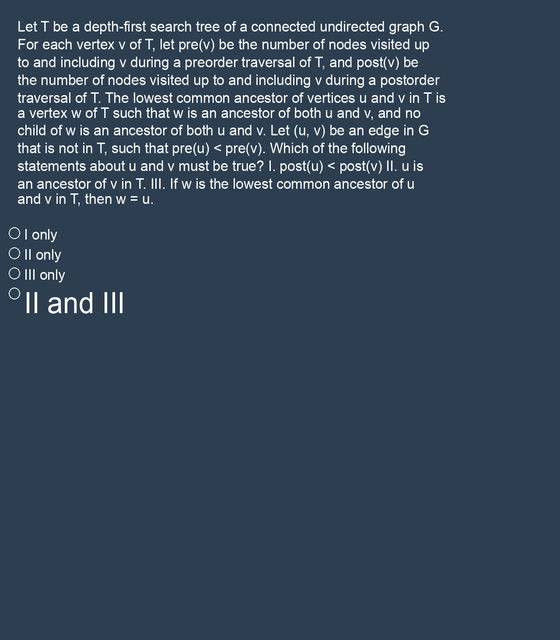 Let T be a depth-first search tree of a connected undirected graph G.
For each vertex v of T, let pre(v) be the number of nodes visited up
to and including v during a preorder traversal of T, and post(v) be
the number of nodes visited up to and including v during a postorder
traversal of T. The lowest common ancestor of vertices u and v in T is
a vertex w of T such that w is an ancestor of both u and v, and no
child of w is an ancestor of both u and v. Let (u, v) be an edge in G
that is not in T, such that pre(u) < pre(v). Which of the following
statements about u and v must be true? I. post(u) < post(v) II. u is
an ancestor of v in T. III. If w is the lowest common ancestor of u
and v in T, then w = u.
I only
II only
III only
II and III